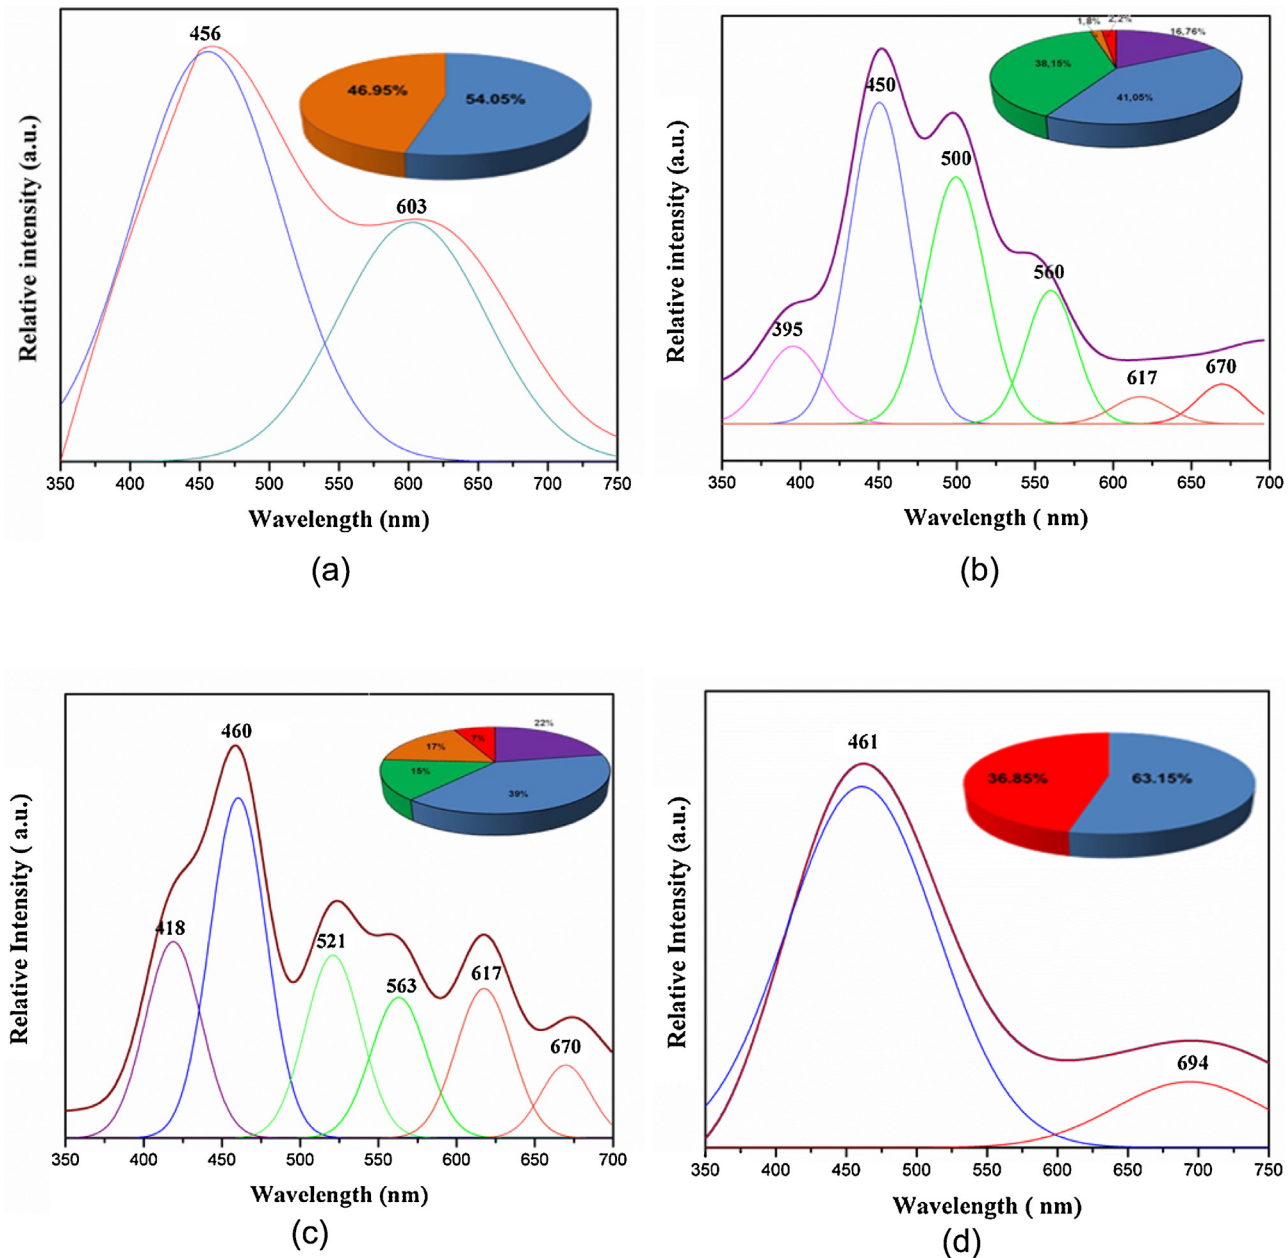 456
46.95%
54.05%
603
Relative intensity (a.u.)
350 400 450 500 550 600 650 700 750
Wavelength (nm)
(a)
1,8%
2,2%
16,76%
38,15%
41,05%
450
500
560
395
617
670
Relative intensity (a.u.)
350 400 450 500 550 600 650 700
Wavelength ( nm)
(b)
460
22%
17%
7%
15%
39%
418
521
563
617
670
Relative Intensity ( a.u.)
350 400 450 500 550 600 650 700
Wavelength (nm)
(c)
461
36.85%
63.15%
694
Relative Intensity (a.u.)
350 400 450 500 550 600 650 700 750
Wavelength ( nm)
(d)